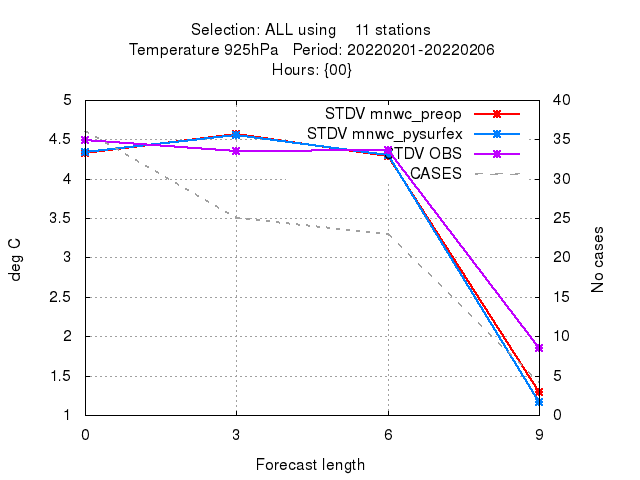 Selection: ALL using 11 stations
Temperature 925hPa Period: 20220201-20220206
Hours: {00}
5
4.5
4
3.5
3
2.5
2
1.5
1
deg C
STDV mnwc_preop
STDV mnwc_pysurfex
TDV OBS
CASES
40
35
30
25
20
15
10
5
0
No cases
0 3 6 9
Forecast length